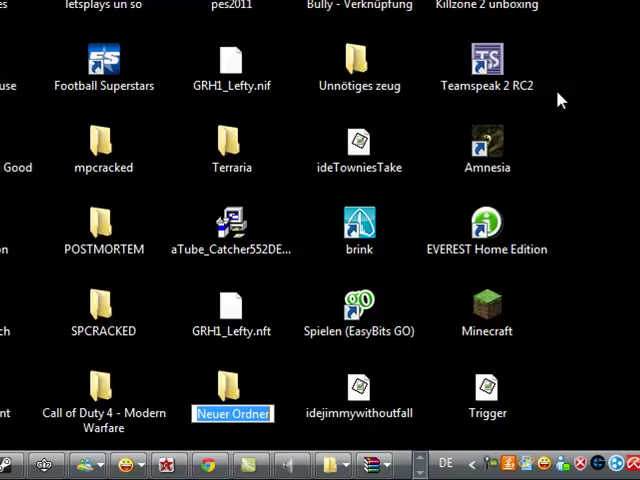 letsplays un so
pes2011
Bully - Verknüpfung
Killzone 2 unboxing
Football Superstars
GRH1_Lefty.nif
Unnötiges zeug
Teamspeak 2 RC2
Good
mpcracked
Terraria
ideTowniesTake
Amnesia
POSTMORTEM
aTube_Catcher552DE...
brink
EVEREST Home Edition
SPCRACKED
GRH1_Lefty.nft
Spielen (EasyBits GO)
Minecraft
Call of Duty 4 - Modern
Warfare
Neuer Ordner
idejimmywithoutfall
Trigger
DE